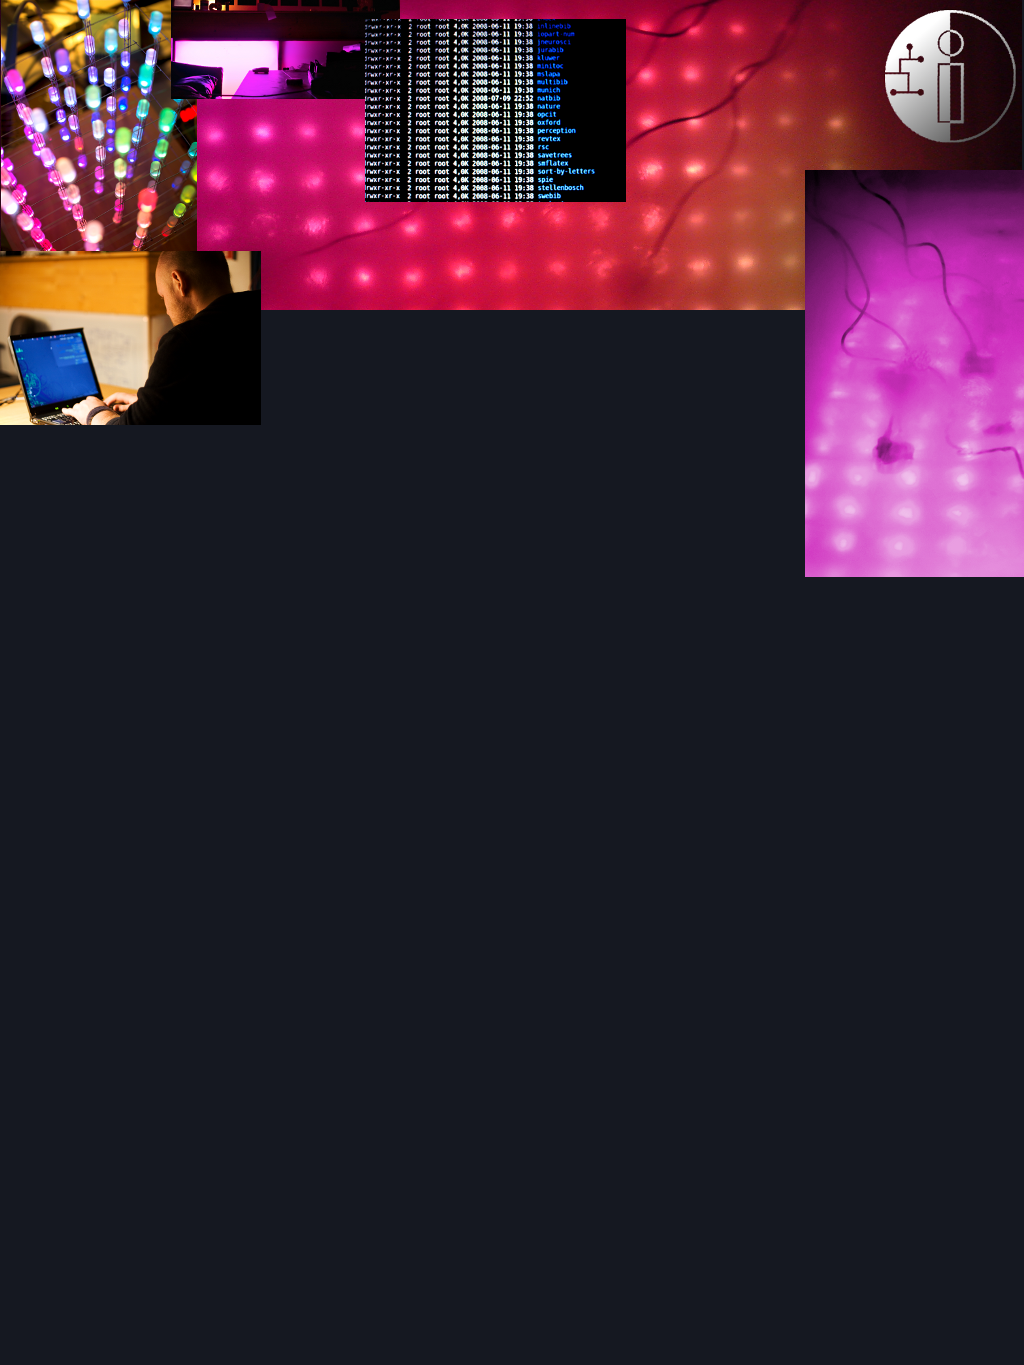 drwxr-xr-x 2 root root 4,0K 2008-06-11 19:38 inlinebib
drwxr-xr-x 2 root root 4,0K 2008-06-11 19:38 iopart-num
drwxr-xr-x 2 root root 4,0K 2008-06-11 19:38 jneurosci
drwxr-xr-x 2 root root 4,0K 2008-06-11 19:38 jurabib
drwxr-xr-x 2 root root 4,0K 2008-06-11 19:38 kluwer
drwxr-xr-x 2 root root 4,0K 2008-06-11 19:38 minitoc
drwxr-xr-x 2 root root 4,0K 2008-06-11 19:38 mslapa
drwxr-xr-x 2 root root 4,0K 2008-06-11 19:38 multibib
drwxr-xr-x 2 root root 4,0K 2008-06-11 19:38 munich
drwxr-xr-x 2 root root 4,0K 2008-07-09 22:52 natbib
drwxr-xr-x 2 root root 4,0K 2008-06-11 19:38 nature
drwxr-xr-x 2 root root 4,0K 2008-06-11 19:38 opcit
drwxr-xr-x 2 root root 4,0K 2008-06-11 19:38 oxford
drwxr-xr-x 2 root root 4,0K 2008-06-11 19:38 perception
drwxr-xr-x 2 root root 4,0K 2008-06-11 19:38 revtex
drwxr-xr-x 2 root root 4,0K 2008-06-11 19:38 rsc
drwxr-xr-x 2 root root 4,0K 2008-06-11 19:38 savetrees
drwxr-xr-x 2 root root 4,0K 2008-06-11 19:38 smflatex
drwxr-xr-x 2 root root 4,0K 2008-06-11 19:38 sort-by-letters
drwxr-xr-x 2 root root 4,0K 2008-06-11 19:38 spie
drwxr-xr-x 2 root root 4,0K 2008-06-11 19:38 stellenbosch
drwxr-xr-x 2 root root 4,0K 2008-06-11 19:38 swebib